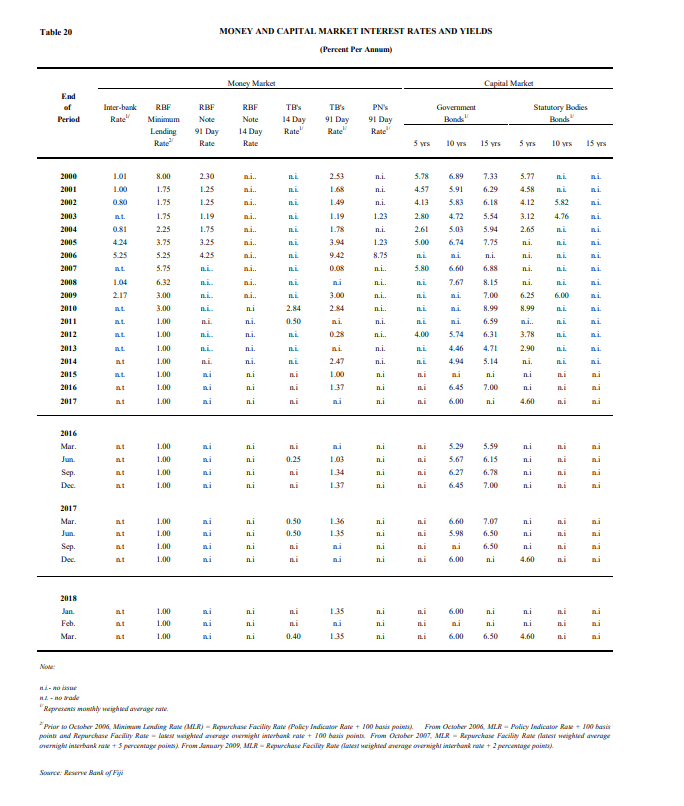 Table 20
MONEY AND CAPITAL MARKET INTEREST RATES AND YIELDS
(Percent Per Annum)
Money Market Capital Market
End
of Inter-bank RBF RBF RBF TB's TB's PN's Government Statutory Bodies
Period Rate1/ Minimum Note Note 14 Day 91 Day 91 Day Bonds1/ Bonds1/
Lending 91 Day 14 Day Rate1/ Rate1/ Rate1/
Rate2/ Rate Rate 5 yrs 10 yrs 15 yrs 5 yrs 10 yrs 15 yrs
2000 1.01 8.00 2.30 n.i.. n.i. 2.53 n.i. 5.78 6.89 7.33 5.77 n.i. n.i.
2001 1.00 1.75 1.25 n.i.. n.i. 1.68 n.i. 4.57 5.91 6.29 4.58 n.i. n.i.
2002 0.80 1.75 1.25 n.i.. n.i. 1.49 n.i. 4.13 5.83 6.18 4.12 5.82 n.i.
2003 n.t. 1.75 1.19 n.i.. n.i. 1.19 1.23 2.80 4.72 5.54 3.12 4.76 n.i.
2004 0.81 2.25 1.75 n.i.. n.i. 1.78 n.i. 2.61 5.03 5.94 2.65 n.i. n.i.
2005 4.24 3.75 3.25 n.i.. n.i. 3.94 1.23 5.00 6.74 7.75 n.i. n.i. n.i.
2006 5.25 5.25 4.25 n.i.. n.i. 9.42 8.75 n.i. n.i. n.i. n.i. n.i. n.i.
2007 n.t. 5.75 n.i.. n.i.. n.i. 0.08 n.i.. 5.80 6.60 6.88 n.i. n.i. n.i.
2008 1.04 6.32 n.i.. n.i.. n.i. n.i n.i.. n.i. 7.67 8.15 n.i. n.i. n.i.
2009 2.17 3.00 n.i.. n.i.. n.i. 3.00 n.i.. n.i. n.i. 7.00 6.25 6.00 n.i.
2010 n.t. 3.00 n.i.. n.i 2.84 2.84 n.i.. n.i. n.i. 8.99 8.99 n.i. n.i.
2011 n.t. 1.00 n.i. n.i. 0.50 n.i. n.i.. n.i. n.i. 6.59 n.i.. n.i. n.i.
2012 n.t. 1.00 n.i.. n.i. n.i. 0.28 n.i.. 4.00 5.74 6.31 3.78 n.i. n.i.
2013 n.t. 1.00 n.i.. n.i. n.i. n.i. n.i. n.i. 4.46 4.71 2.90 n.i. n.i.
2014 n.t 1.00 n.i. n.i. n.i. 2.47 n.i. n.i. 4.94 5.14 n.i. n.i. n.i.
2015 n.t. 1.00 n.i n.i n.i 1.00 n.i n.i n.i n.i n.i n.i n.i
2016 n.t 1.00 n.i n.i n.i 1.37 n.i n.i 6.45 7.00 n.i n.i n.i
2017 n.t 1.00 n.i n.i n.i n.i n.i n.i 6.00 n.i 4.60 n.i n.i
2016
Mar. n.t 1.00 n.i n.i n.i n.i n.i n.i 5.29 5.59 n.i n.i n.i
Jun. n.t 1.00 n.i n.i 0.25 1.03 n.i n.i 5.67 6.15 n.i n.i n.i
Sep. n.t 1.00 n.i n.i n.i 1.34 n.i n.i 6.27 6.78 n.i n.i n.i
Dec. n.t 1.00 n.i n.i n.i 1.37 n.i n.i 6.45 7.00 n.i n.i n.i
2017
Mar. n.t 1.00 n.i n.i 0.50 1.36 n.i n.i 6.60 7.07 n.i n.i n.i
Jun. n.t 1.00 n.i n.i 0.50 1.35 n.i n.i 5.98 6.50 n.i n.i n.i
Sep. n.t 1.00 n.i n.i n.i n.i n.i n.i n.i 6.50 n.i n.i n.i
Dec. n.t 1.00 n.i n.i n.i n.i n.i n.i 6.00 n.i 4.60 n.i n.i
2018
Jan. n.t 1.00 n.i n.i n.i 1.35 n.i n.i 6.00 n.i n.i n.i n.i
Feb. n.t 1.00 n.i n.i n.i n.i n.i n.i n.i n.i n.i n.i n.i
Mar. n.t 1.00 n.i n.i 0.40 1.35 n.i n.i 6.00 6.50 4.60 n.i n.i
Note:
n.i.- no issue
n.t. - no trade
1/ Represents monthly weighted average rate.
2/ Prior to October 2006, Minimum Lending Rate (MLR) = Repurchase Facility Rate (Policy Indicator Rate + 100 basis points). From October 2006, MLR = Policy Indicator Rate + 100 basis
points and Repurchase Facility Rate = latest weighted average overnight interbank rate + 100 basis points. From October 2007, MLR = Repurchase Facility Rate (latest weighted average
overnight interbank rate + 5 percentage points). From January 2009, MLR = Repurchase Facility Rate (latest weighted average overnight interbank rate + 2 percentage points).
Source: Reserve Bank of Fiji